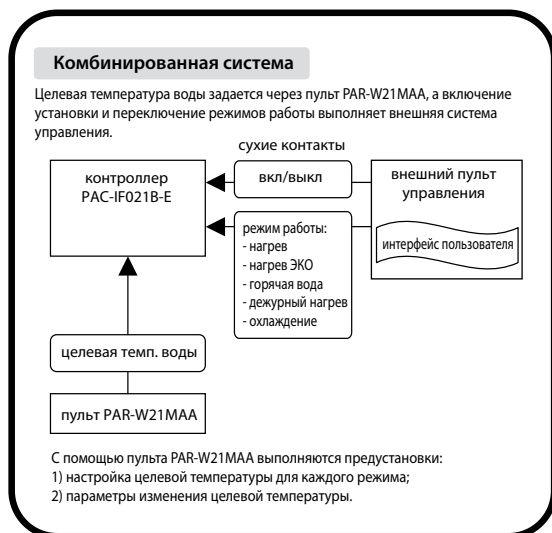 Комбинированная система
Целевая температура воды задается через пульт PAR-W21MAA, а включение
установки и переключение режимов работы выполняет внешняя система
управления.
сухие контакты
контроллер
PAC-IF021B-E
вкл/выкл
внешний пульт
управления
интерфейс пользователя
режим работы:
- нагрев
- нагрев ЭКО
- горячая вода
- дежурный нагрев
- охлаждение
целевая темп. воды
пульт PAR-W21MAA
С помощью пульта PAR-W21MAA выполняются предустановки:
1) настройка целевой температуры для каждого режима;
2) параметры изменения целевой температуры.